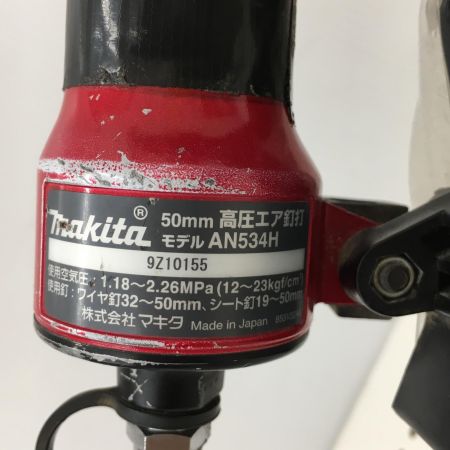 makita® 50mm 高圧エア釘打
モデル AN534H
9Z10155
使用空気圧：1.18～2.26MPa (12～23kgf/cm²)
使用釘：ワイヤ釘32～50mm、シート釘19～50mm
株式会社 マキタ Made in Japan